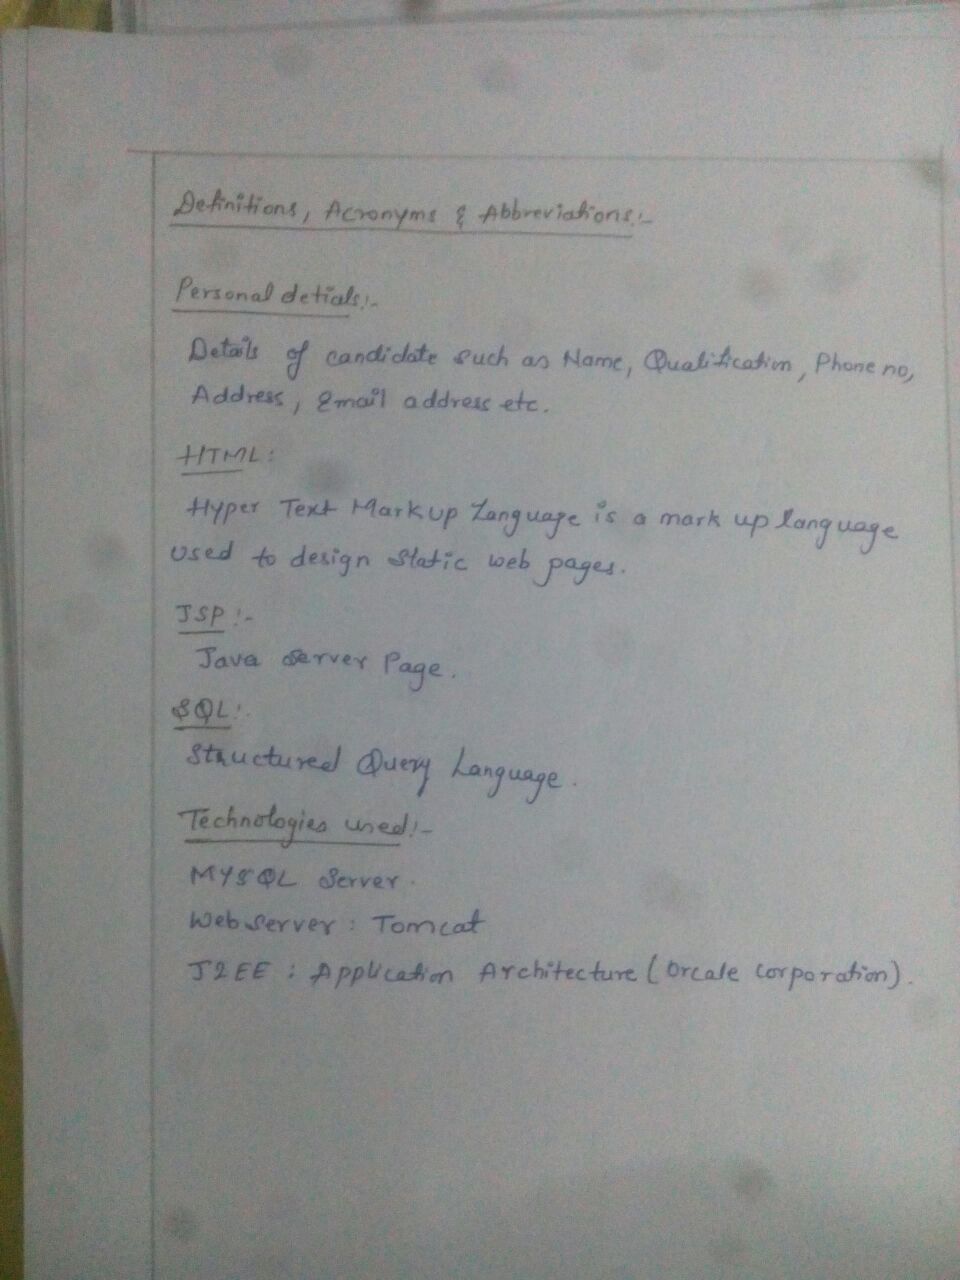 Definitions, Acronyms & Abbreviations:-
Personal detials:-
Details of candidate such as Name, Qualification, Phone no,
Address, Email address etc.
HTML:
Hyper Text Markup Language is a mark up language
used to design static web pages.
JSP:-
Java Server Page.
SQL:-
Structured Query Language.
Technologies used:-
MYSQL Server.
Web Server: Tomcat
J2EE: Application Architecture (Orcale corporation).